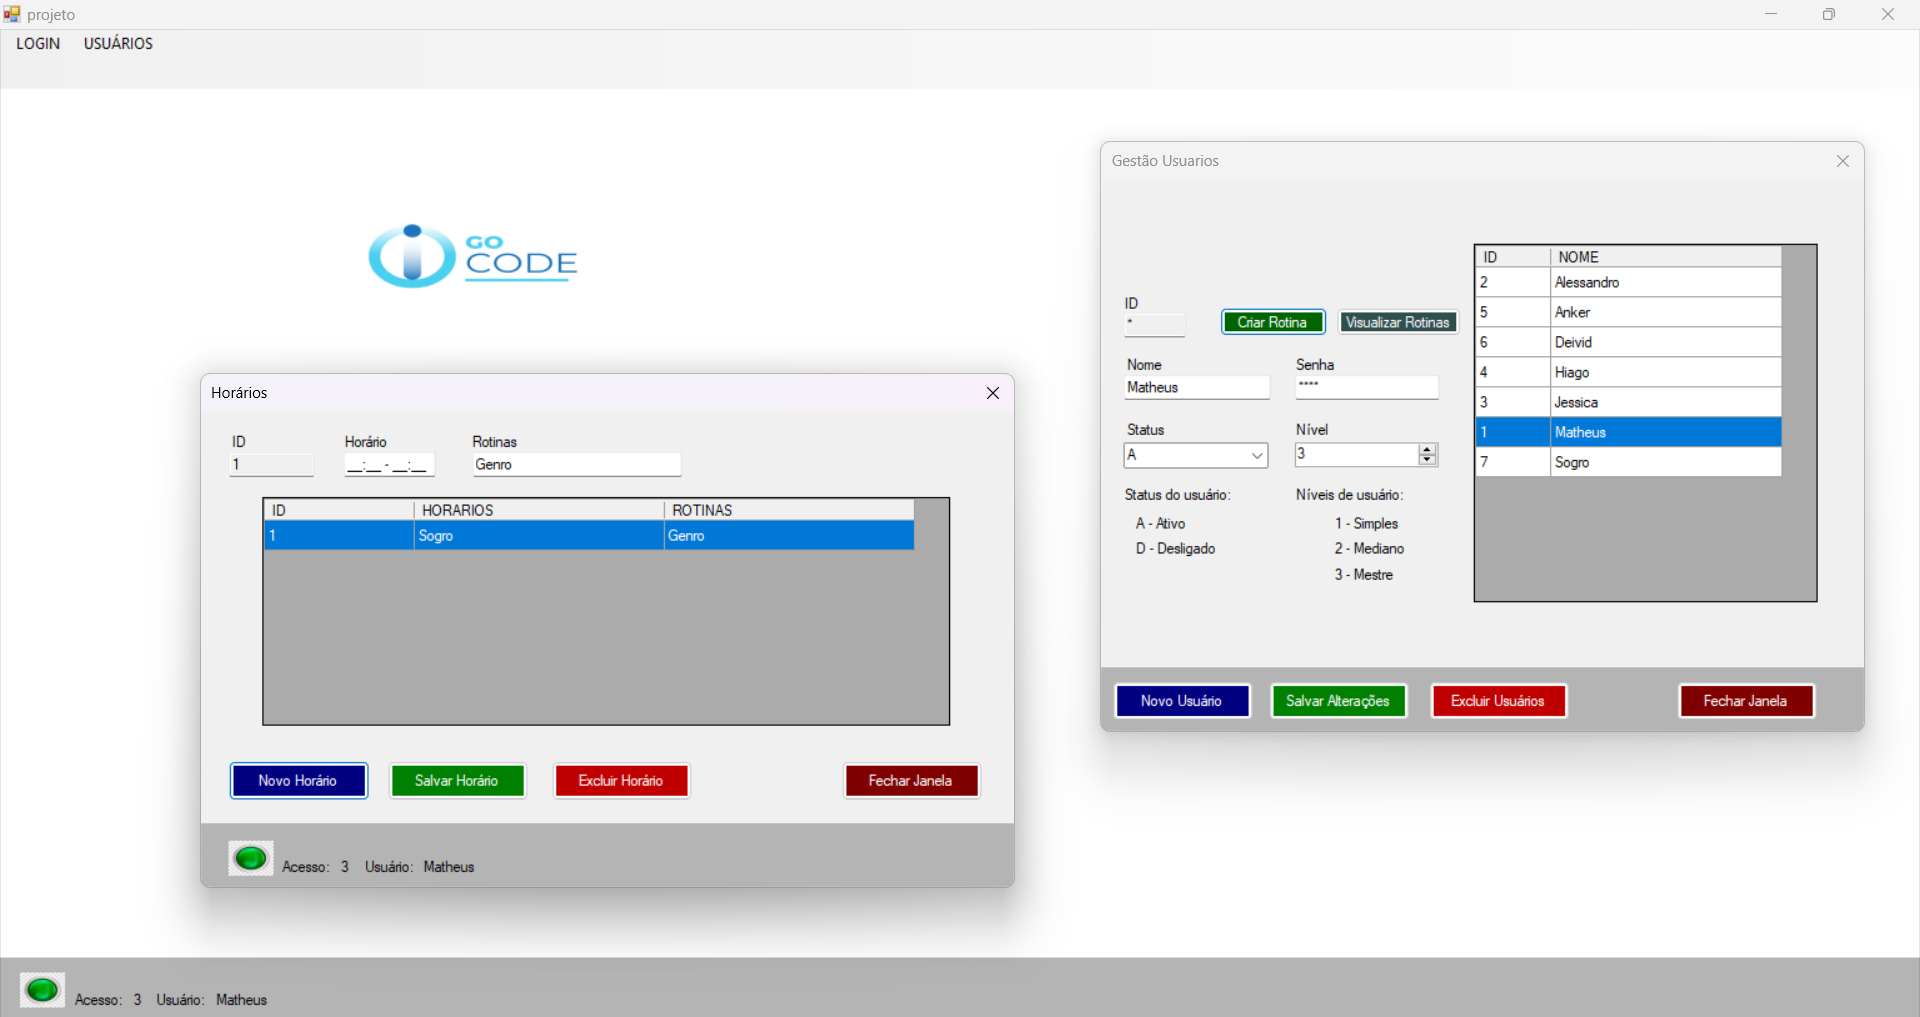 projeto
LOGIN USUÁRIOS
GO
CODE
Gestão Usuarios
ID
*
Criar Rotina Visualizar Rotinas
Nome Senha
Matheus ****
Status Nível
A 3
Status do usuário: Níveis de usuário:
A - Ativo 1 - Simples
D - Desligado 2 - Mediano
3 - Mestre
ID NOME
2 Alessandro
5 Anker
6 Deivid
4 Hiago
3 Jessica
1 Matheus
7 Sogro
Novo Usuário Salvar Alterações Excluir Usuários Fechar Janela
Horários
ID Horário Rotinas
1 __:__ - __:__ Genro
ID HORARIOS ROTINAS
1 Sogro Genro
Novo Horário Salvar Horário Excluir Horário Fechar Janela
Acesso: 3 Usuário: Matheus
Acesso: 3 Usuário: Matheus